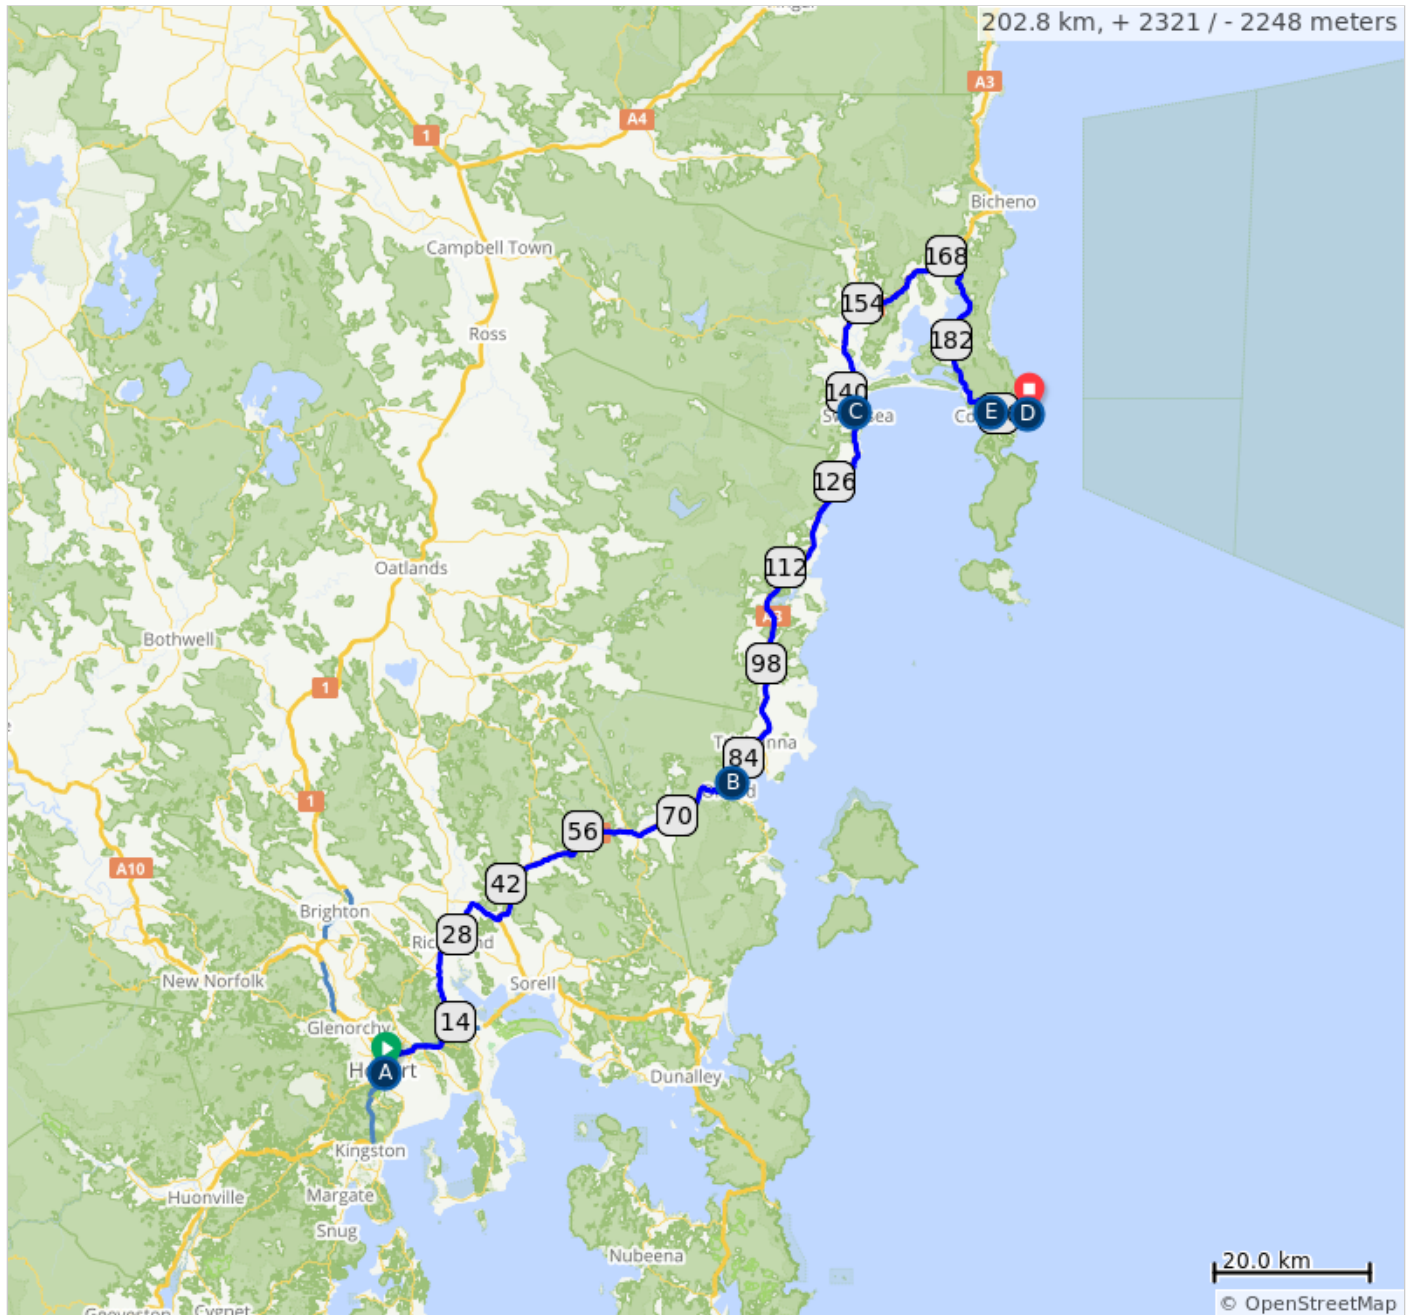 202.8 km, + 2321 / - 2248 meters
A3
1
A4
Bicheno
Campbell Town
168
154
Ross
182
140
C
E
D
126
Oatlands
112
Bothwell
98
1
84
B
1
70
56
A10
42
Brighton
28
New Norfolk
Sorell
14
Glenorchy
A
Dunalley
Kingston
Huonville
Margate
Snug
Nubeena
20.0 km
Cygnet
© OpenStreetMap